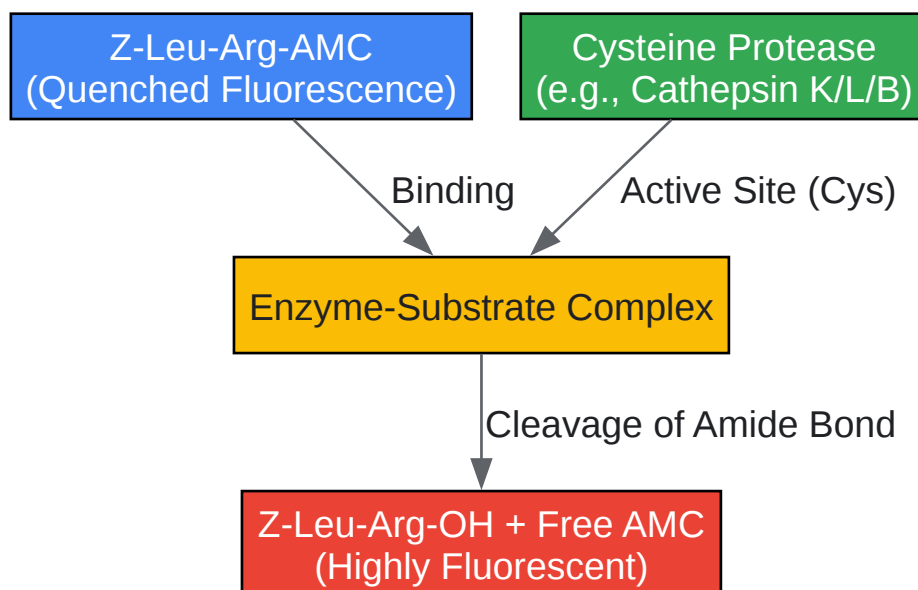 Z-Leu-Arg-AMC
(Quenched Fluorescence)
Cysteine Protease
(e.g., Cathepsin K/L/B)
Binding
Active Site (Cys)
Enzyme-Substrate Complex
Cleavage of Amide Bond
Z-Leu-Arg-OH + Free AMC
(Highly Fluorescent)